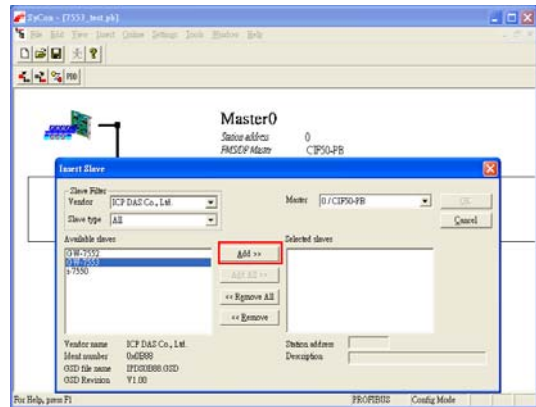 SyCon - [7553_test.pb]
File Edit View Insert Online Settings Tools Window Help
Master0
Station address 0
FMS/DP Master CIF50-PB
Insert Slave
Slave Filter
Vendor ICP DAS Co., Ltd.
Slave type All
Master 0 / CIF50-PB
OK
Cancel
Available slaves
Selected slaves
GW-7552
GW-7553
I-7550
Add >>
Add All >>
<< Remove All
<< Remove
Vendor name ICP DAS Co., Ltd.
Ident number 0x0B88
GSD file name IPDS0B88.GSD
GSD Revision V1.00
Station address
Description
For Help, press F1
PROFIBUS Config Mode